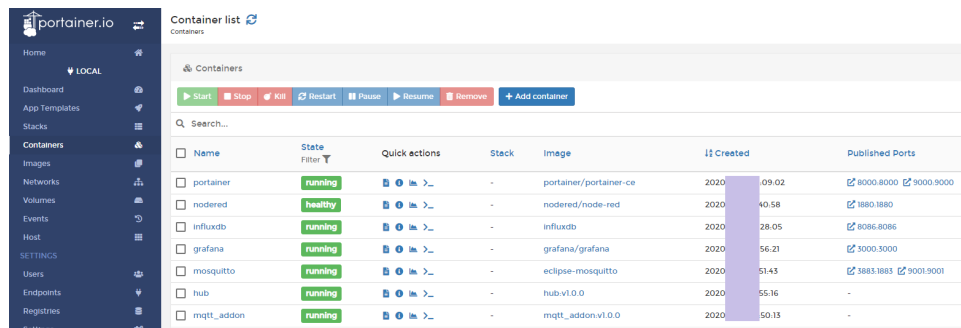 portainer.io
Container list
Containers
Home
LOCAL
Dashboard
App Templates
Stacks
Containers
Images
Networks
Volumes
Events
Host
SETTINGS
Users
Endpoints
Registries
Containers
Start Stop Kill Restart Pause Resume Remove + Add container
Search...
Name State Filter Quick actions Stack Image Created Published Ports
portainer running - portainer/portainer-ce 2020 :09:02 8000:8000 9000:9000
nodered healthy - nodered/node-red 2020 40:58 1880:1880
influxdb running - influxdb 2020 28:05 8086:8086
grafana running - grafana/grafana 2020 56:21 3000:3000
mosquitto running - eclipse-mosquitto 2020 51:43 3883:1883 9001:9001
hub running - hub:v1.0.0 2020 55:16 -
mqtt_addon running - mqtt_addon:v1.0.0 2020 50:13 -